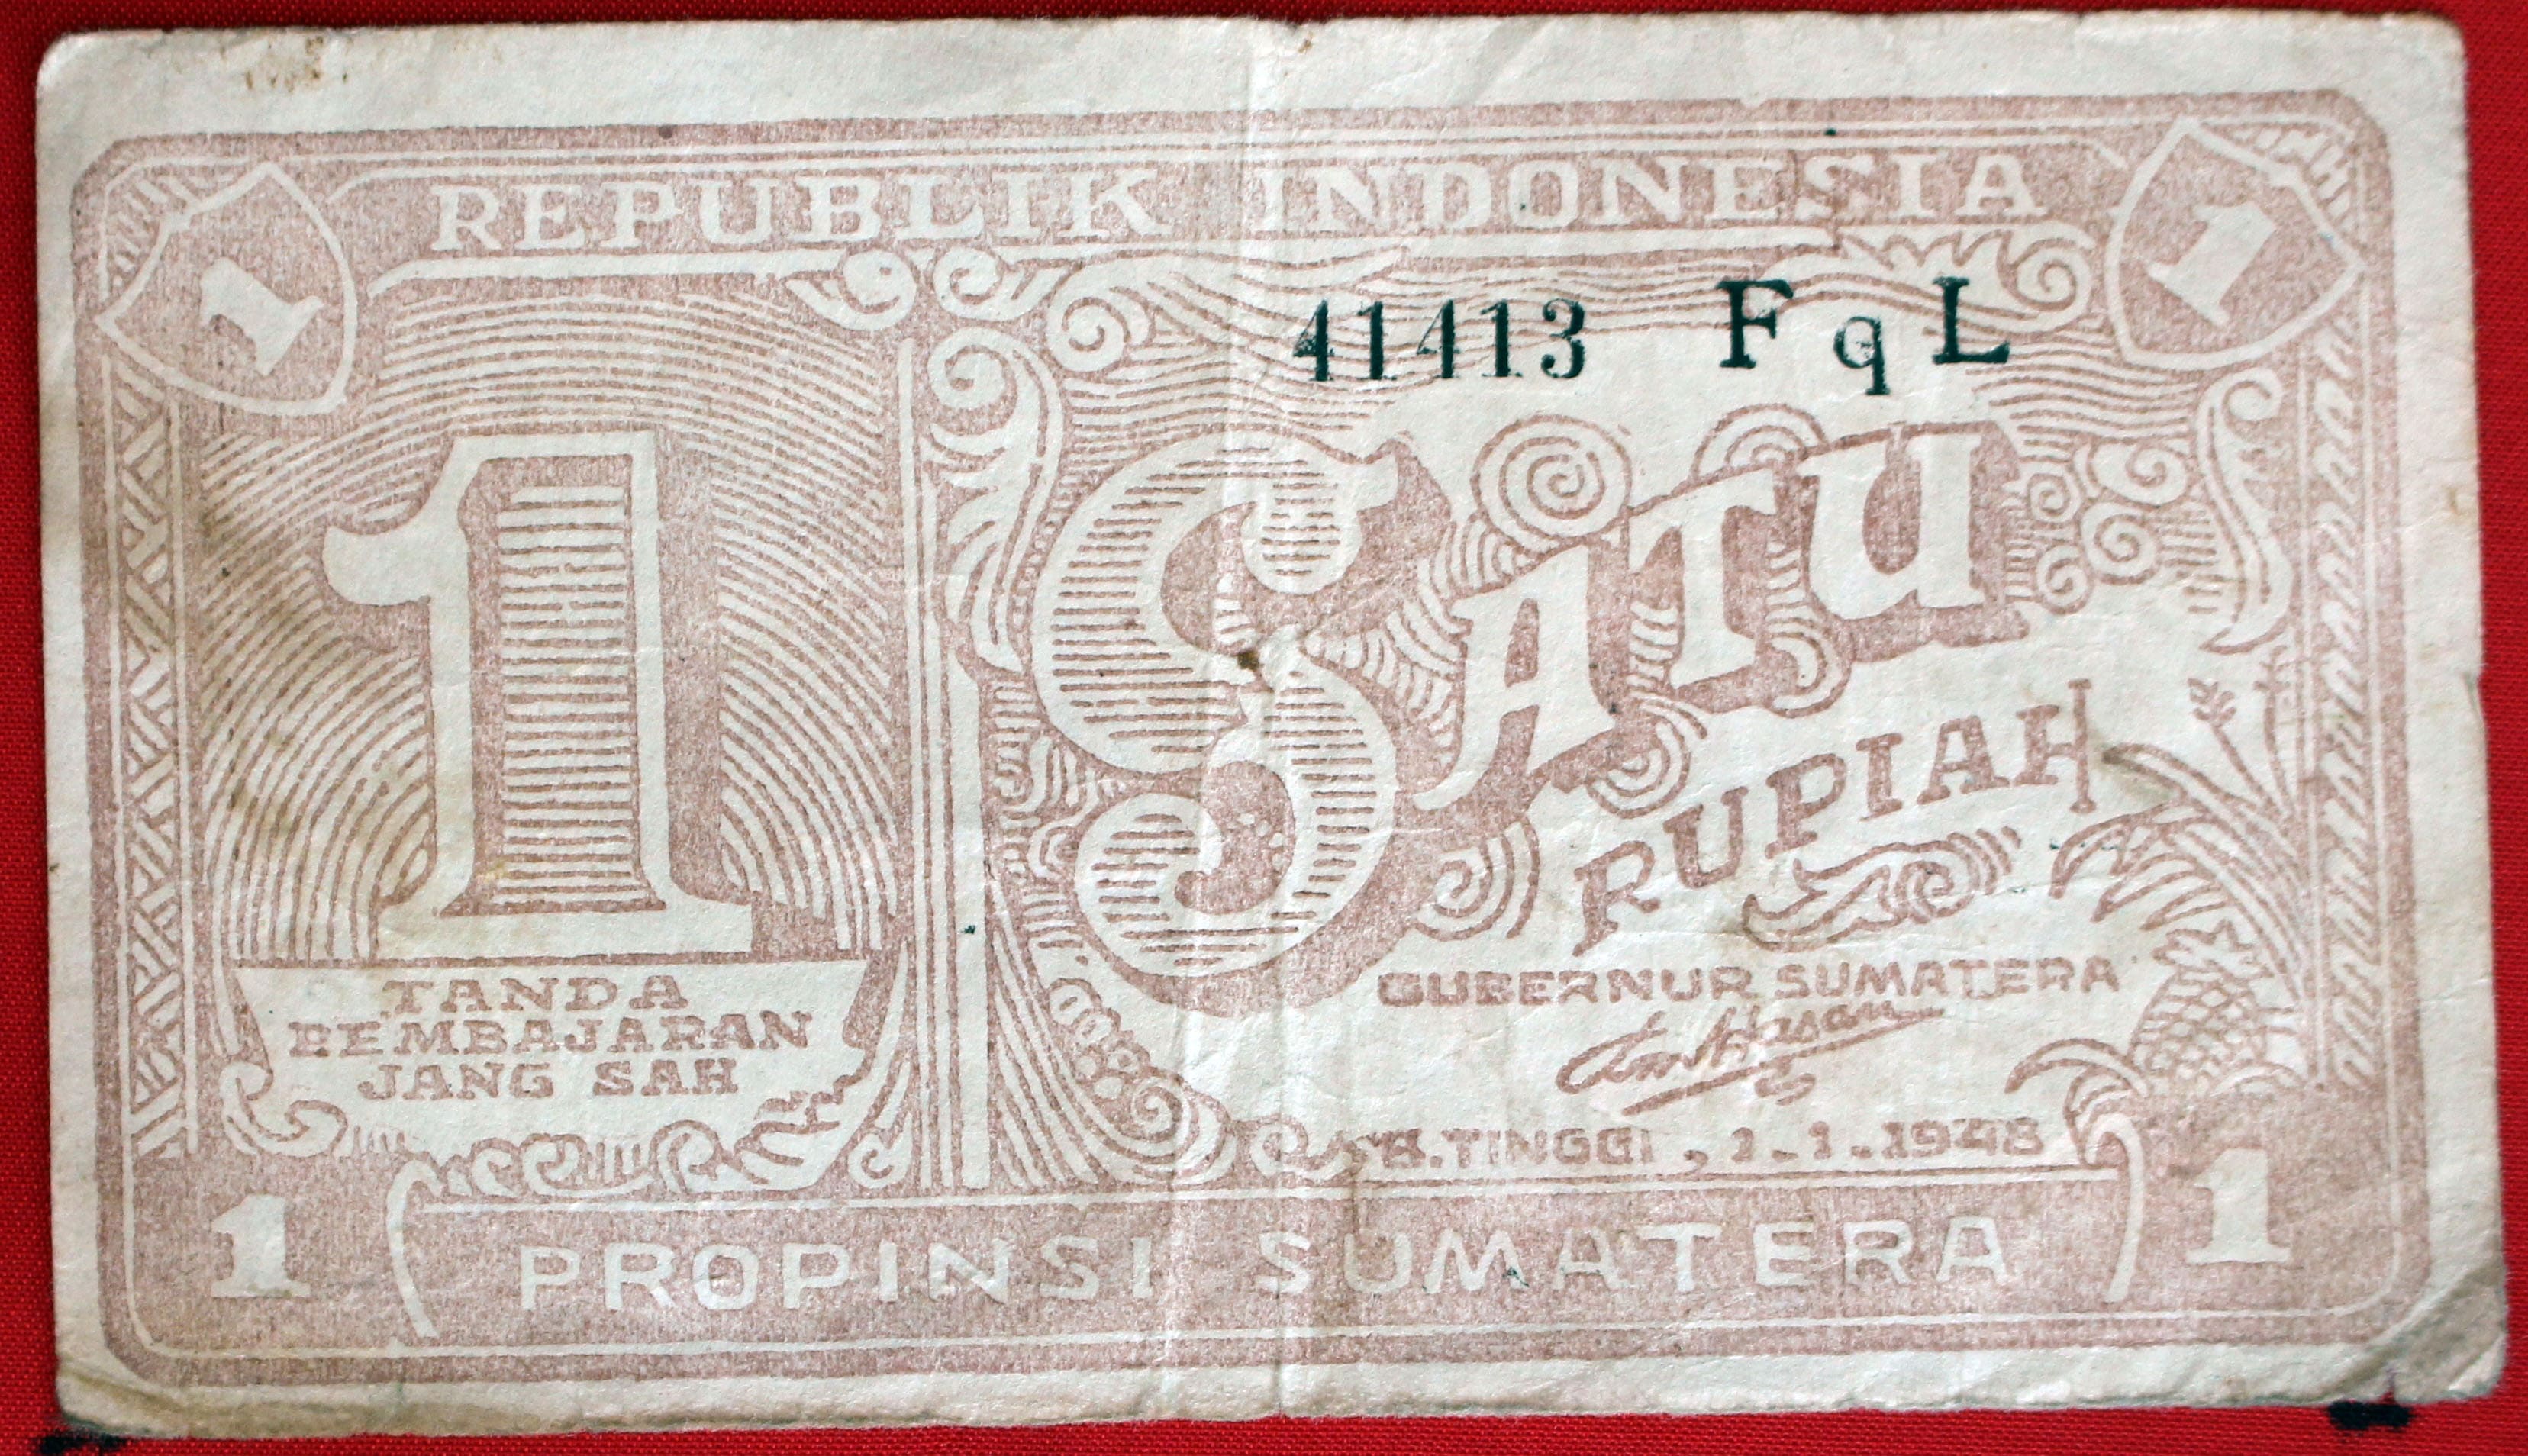 1 REPUBLIK INDONESIA 1
41413 F q L
1 SATU
RUPIAH
TANDA
PEMBAJARAN
JANG SAH
GUBERNUR SUMATERA
B.TINGGI, 1-1.1948
1 PROPINSI SUMATERA 1